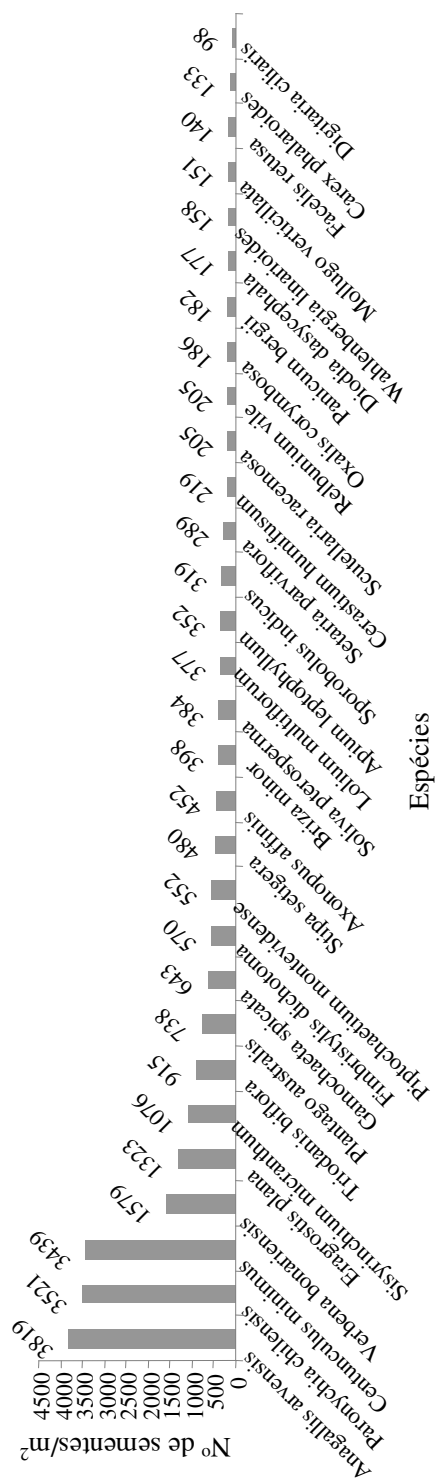 Nº de sementes/m²
4500
4000
3500
3000
2500
2000
1500
1000
500
0
3819
3521
3439
1579
1323
1076
915
738
643
570
552
480
452
398
384
377
352
319
289
219
205
205
186
182
177
158
151
140
133
98
Anagallis arvensis
Paronychia chilensis
Centunculus minimus
Verbena bonariensis
Eragrostis plana
Sisyrinchium micranthum
Triodanis biflora
Plantago australis
Gamochaeta spicata
Fimbristylis dichotoma
Piptochaetium montevidense
Stipa setigera
Axonopus affinis
Briza minor
Soliva pterosperma
Lolium multiflorum
Apium leptophyllum
Sporobolus indicus
Setaria parviflora
Cerastium humifusum
Scutellaria racemosa
Relbunium vile
Oxalis corymbosa
Panicum bergii
Diodia dasycephala
Wahlenbergia linarioides
Mollugo verticillata
Facelis retusa
Carex phalaroides
Digitaria ciliaris
Espécies